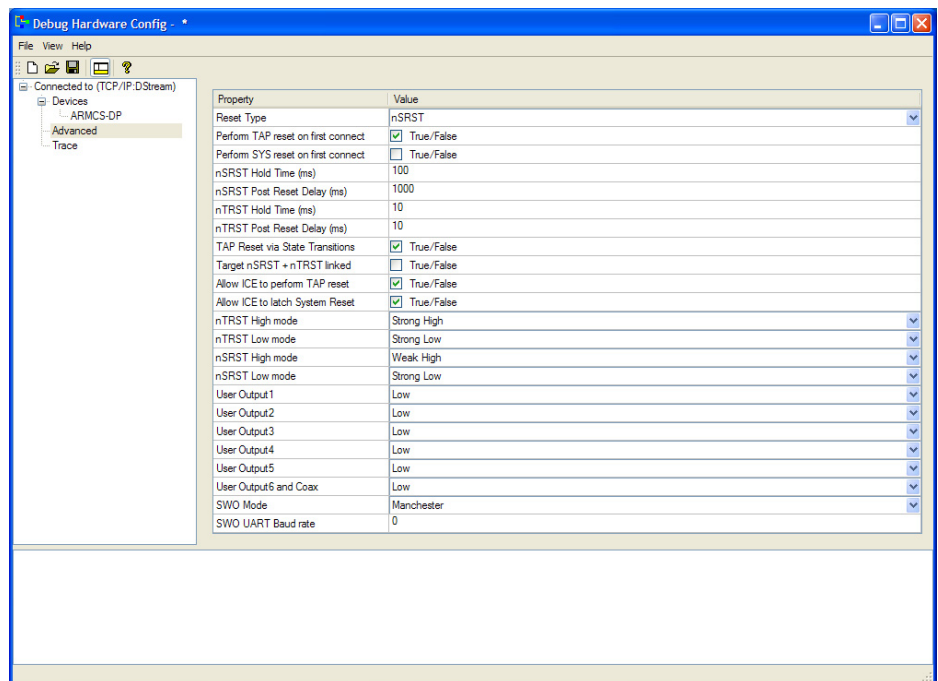 Debug Hardware Config - *
File View Help
Connected to (TCP/IP:DStream)
Devices
ARMCS-DP
Advanced
Trace
Property Value
Reset Type nSRST
Perform TAP reset on first connect True/False
Perform SYS reset on first connect True/False
nSRST Hold Time (ms) 100
nSRST Post Reset Delay (ms) 1000
nTRST Hold Time (ms) 10
nTRST Post Reset Delay (ms) 10
TAP Reset via State Transitions True/False
Target nSRST + nTRST linked True/False
Allow ICE to perform TAP reset True/False
Allow ICE to latch System Reset True/False
nTRST High mode Strong High
nTRST Low mode Strong Low
nSRST High mode Weak High
nSRST Low mode Strong Low
User Output1 Low
User Output2 Low
User Output3 Low
User Output4 Low
User Output5 Low
User Output6 and Coax Low
SWO Mode Manchester
SWO UART Baud rate 0